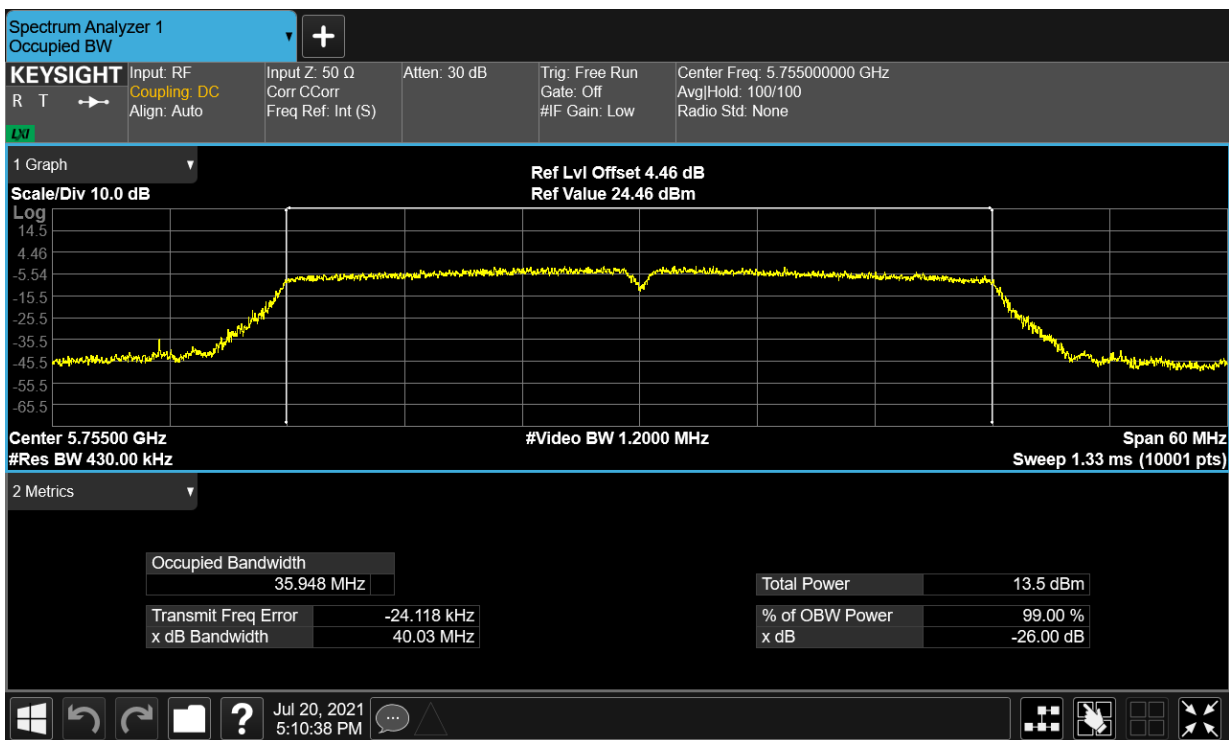 Spectrum Analyzer 1
Occupied BW
▼
+
KEYSIGHT
R T
LXI
Input: RF
Coupling: DC
Align: Auto
Input Z: 50 Ω
Corr CCorr
Freq Ref: Int (S)
Atten: 30 dB
Trig: Free Run
Gate: Off
#IF Gain: Low
Center Freq: 5.755000000 GHz
Avg|Hold: 100/100
Radio Std: None
1 Graph
Scale/Div 10.0 dB
Ref Lvl Offset 4.46 dB
Ref Value 24.46 dBm
Log
14.5
4.46
-5.54
-15.5
-25.5
-35.5
-45.5
-55.5
-65.5
Center 5.75500 GHz
#Video BW 1.2000 MHz
Span 60 MHz
#Res BW 430.00 kHz
Sweep 1.33 ms (10001 pts)
2 Metrics
Occupied Bandwidth
35.948 MHz
Total Power 13.5 dBm
Transmit Freq Error -24.118 kHz
% of OBW Power 99.00 %
x dB Bandwidth 40.03 MHz
x dB -26.00 dB
?
Jul 20, 2021
5:10:38 PM